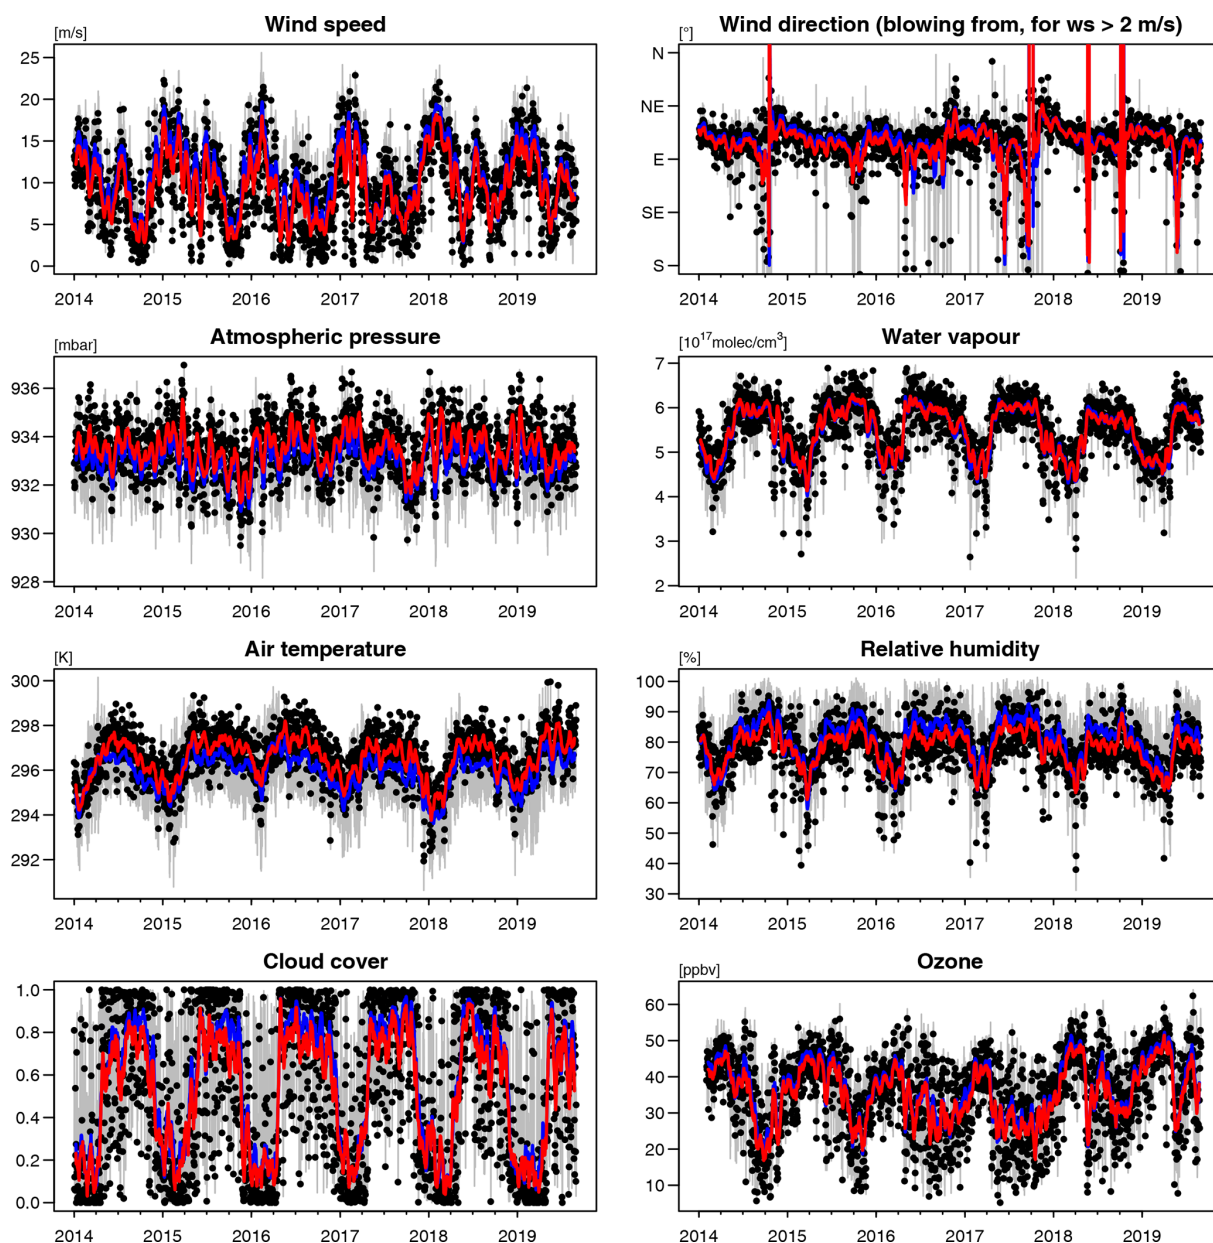 Wind speed
[m/s]
25
20
15
10
5
0
2014 2015 2016 2017 2018 2019
Wind direction (blowing from, for ws > 2 m/s)
[°]
N
NE
E
SE
S
2014 2015 2016 2017 2018 2019
Atmospheric pressure
[mbar]
936
934
932
930
928
2014 2015 2016 2017 2018 2019
Water vapour
[10^17 molec/cm^3]
7
6
5
4
3
2
2014 2015 2016 2017 2018 2019
Air temperature
[K]
300
298
296
294
292
2014 2015 2016 2017 2018 2019
Relative humidity
[%]
100
90
80
70
60
50
40
30
2014 2015 2016 2017 2018 2019
Cloud cover
1.0
0.8
0.6
0.4
0.2
0.0
2014 2015 2016 2017 2018 2019
Ozone
[ppbv]
60
50
40
30
20
10
2014 2015 2016 2017 2018 2019